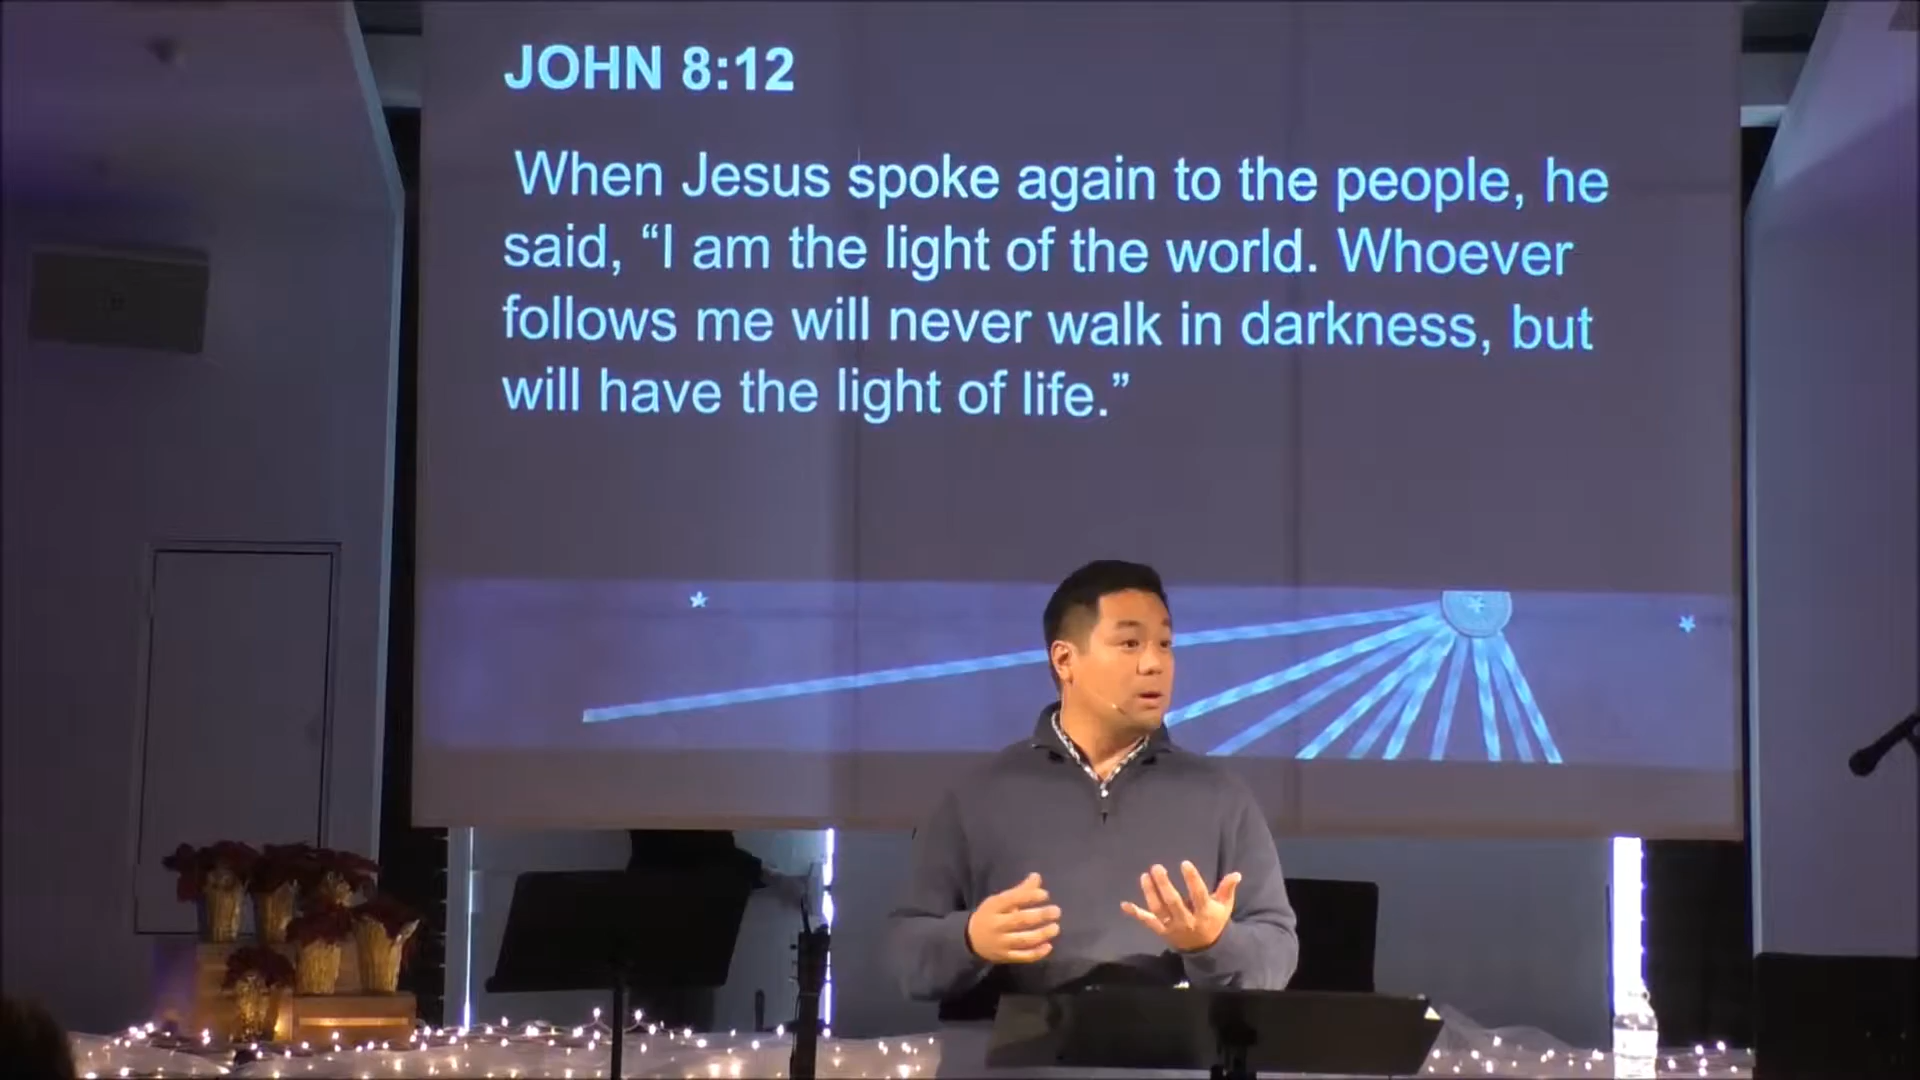 JOHN 8:12
When Jesus spoke again to the people, he
said, “I am the light of the world. Whoever
follows me will never walk in darkness, but
will have the light of life.”